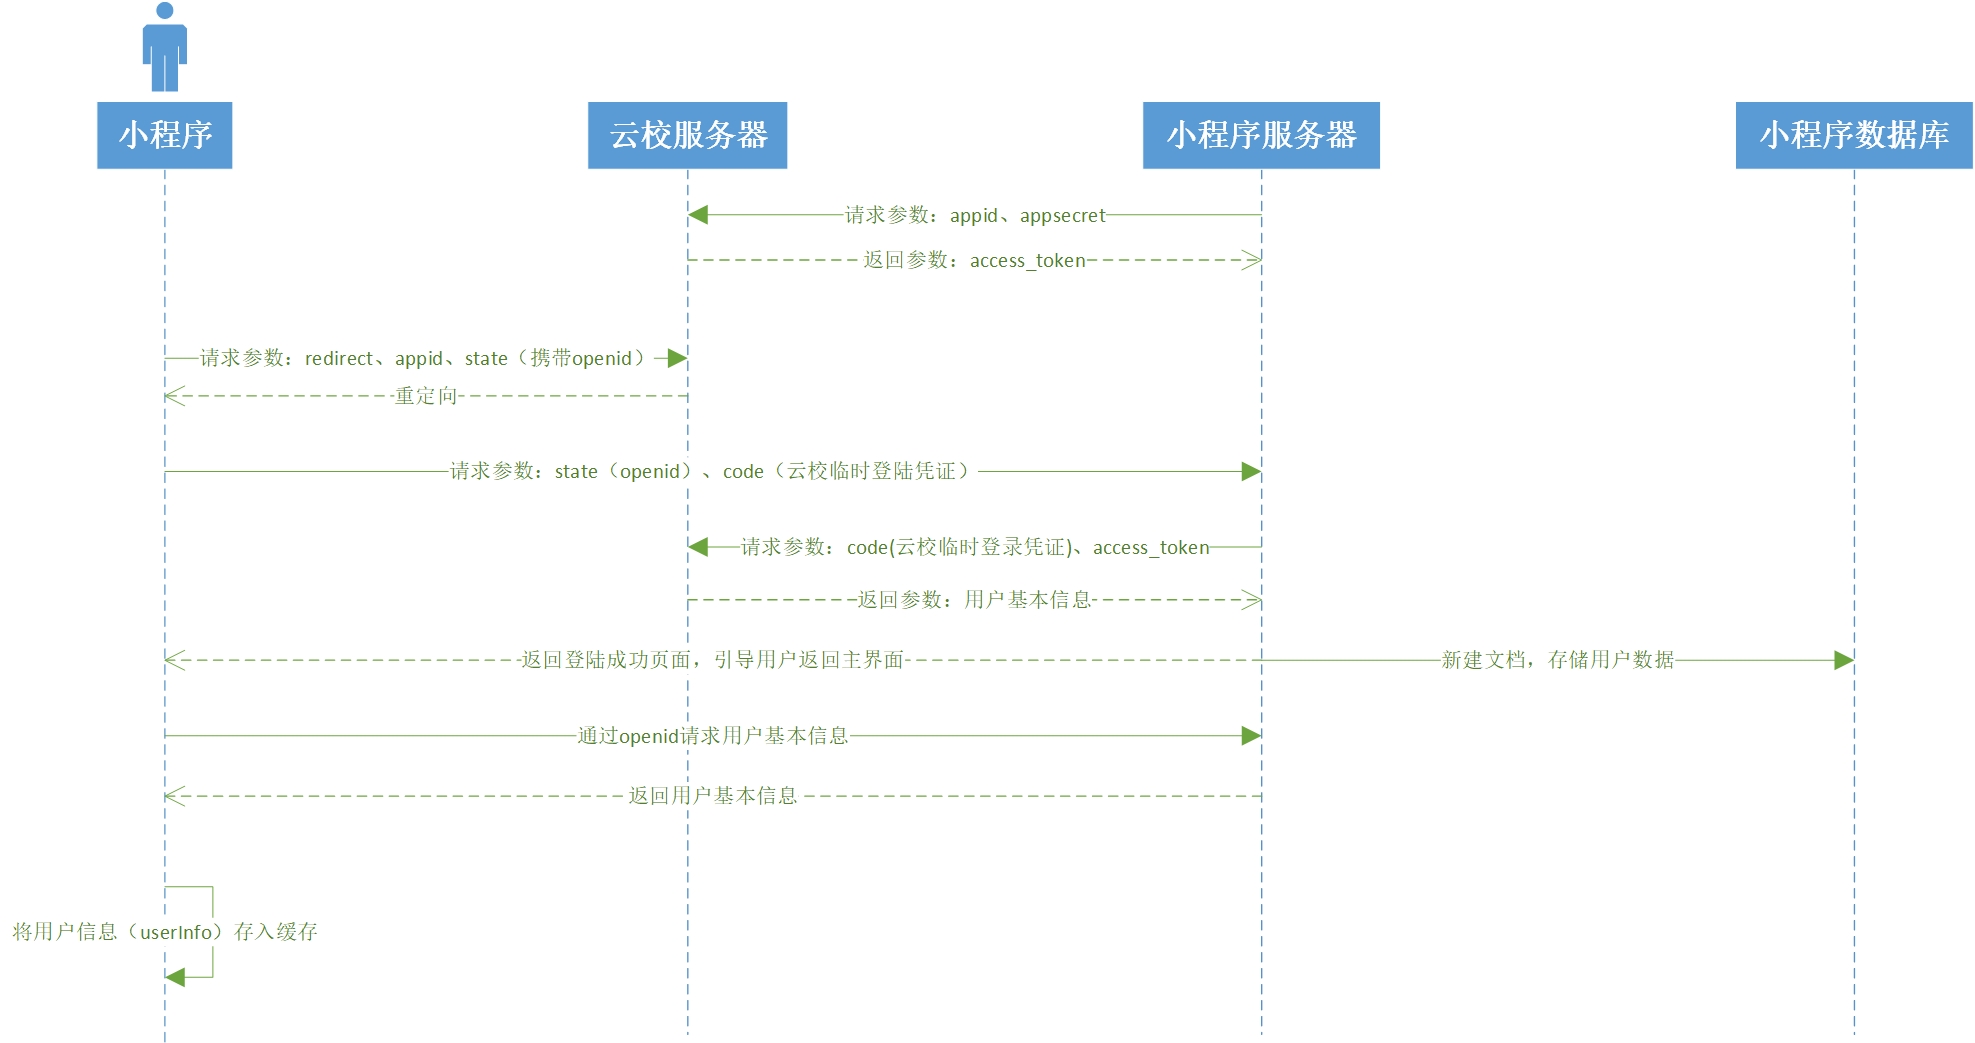 小程序
云校服务器
小程序服务器
小程序数据库
请求参数：appid、appsecret
返回参数：access_token
请求参数：redirect、appid、state（携带openid）
重定向
请求参数：state（openid）、code（云校临时登陆凭证）
请求参数：code(云校临时登录凭证)、access_token
返回参数：用户基本信息
返回登陆成功页面，引导用户返回主界面
新建文档，存储用户数据
通过openid请求用户基本信息
返回用户基本信息
将用户信息（userInfo）存入缓存